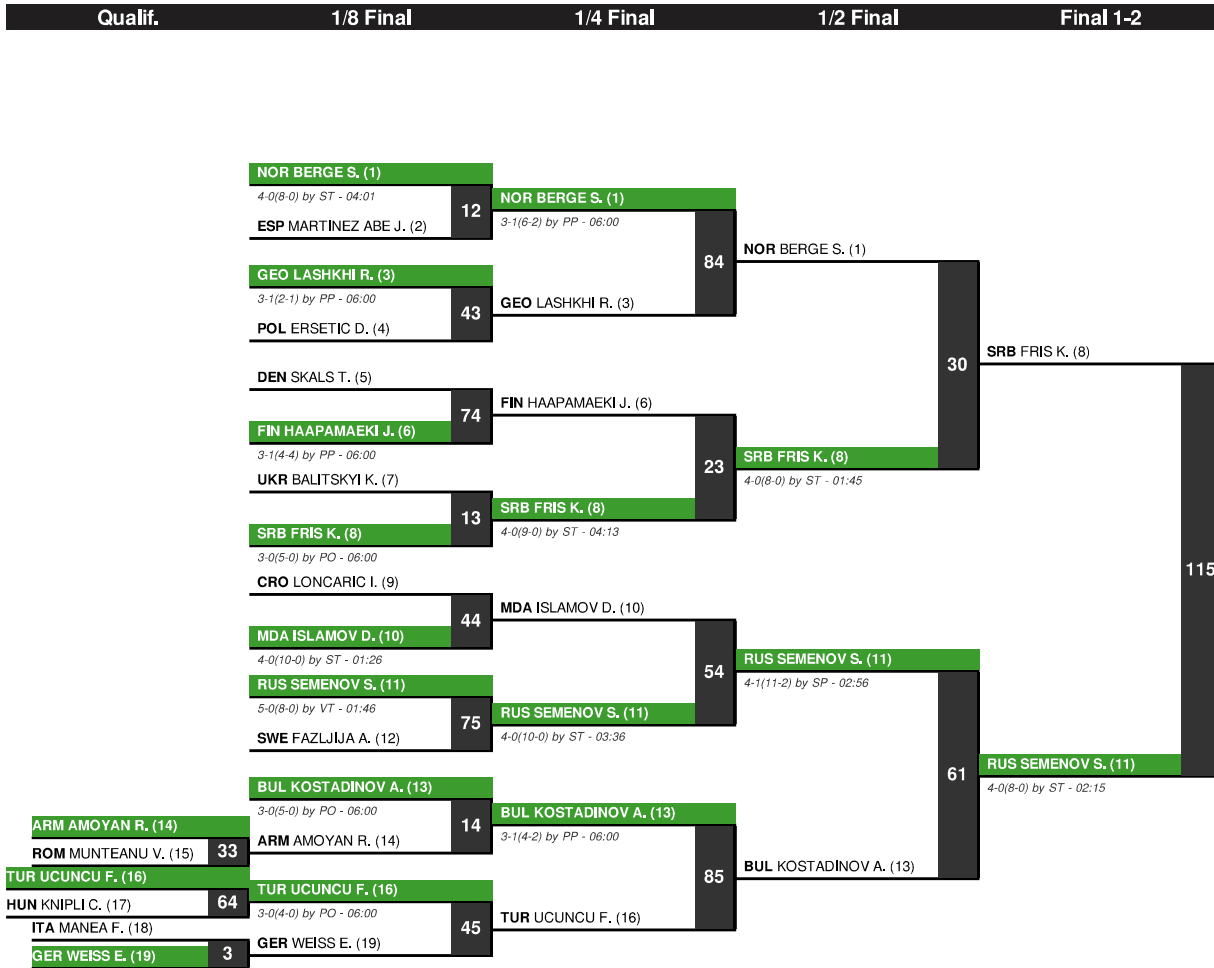 Qualif.
1/8 Final
1/4 Final
1/2 Final
Final 1-2
NOR BERGE S. (1)
4-0(8-0) by ST - 04:01
12
ESP MARTINEZ ABE J. (2)
GEO LASHKHI R. (3)
3-1(2-1) by PP - 06:00
43
POL ERSETIC D. (4)
DEN SKALS T. (5)
74
FIN HAAPAMAEKI J. (6)
3-1(4-4) by PP - 06:00
UKR BALITSKYI K. (7)
13
SRB FRIS K. (8)
3-0(5-0) by PO - 06:00
CRO LONCARIC I. (9)
44
MDA ISLAMOV D. (10)
4-0(10-0) by ST - 01:26
RUS SEMENOV S. (11)
5-0(8-0) by VT - 01:46
75
SWE FAZLJIJA A. (12)
BUL KOSTADINOV A. (13)
3-0(5-0) by PO - 06:00
14
ARM AMOYAN R. (14)
ARM AMOYAN R. (14)
ROM MUNTEANU V. (15)
33
TUR UCUNCU F. (16)
HUN KNIPLI C. (17)
64
ITA MANEA F. (18)
GER WEISS E. (19)
3
TUR UCUNCU F. (16)
3-0(4-0) by PO - 06:00
45
GER WEISS E. (19)
NOR BERGE S. (1)
3-1(6-2) by PP - 06:00
84
GEO LASHKHI R. (3)
FIN HAAPAMAEKI J. (6)
23
SRB FRIS K. (8)
4-0(9-0) by ST - 04:13
MDA ISLAMOV D. (10)
54
RUS SEMENOV S. (11)
4-0(10-0) by ST - 03:36
BUL KOSTADINOV A. (13)
3-1(4-2) by PP - 06:00
85
TUR UCUNCU F. (16)
NOR BERGE S. (1)
30
SRB FRIS K. (8)
4-0(8-0) by ST - 01:45
RUS SEMENOV S. (11)
4-1(11-2) by SP - 02:56
61
BUL KOSTADINOV A. (13)
SRB FRIS K. (8)
115
RUS SEMENOV S. (11)
4-0(8-0) by ST - 02:15